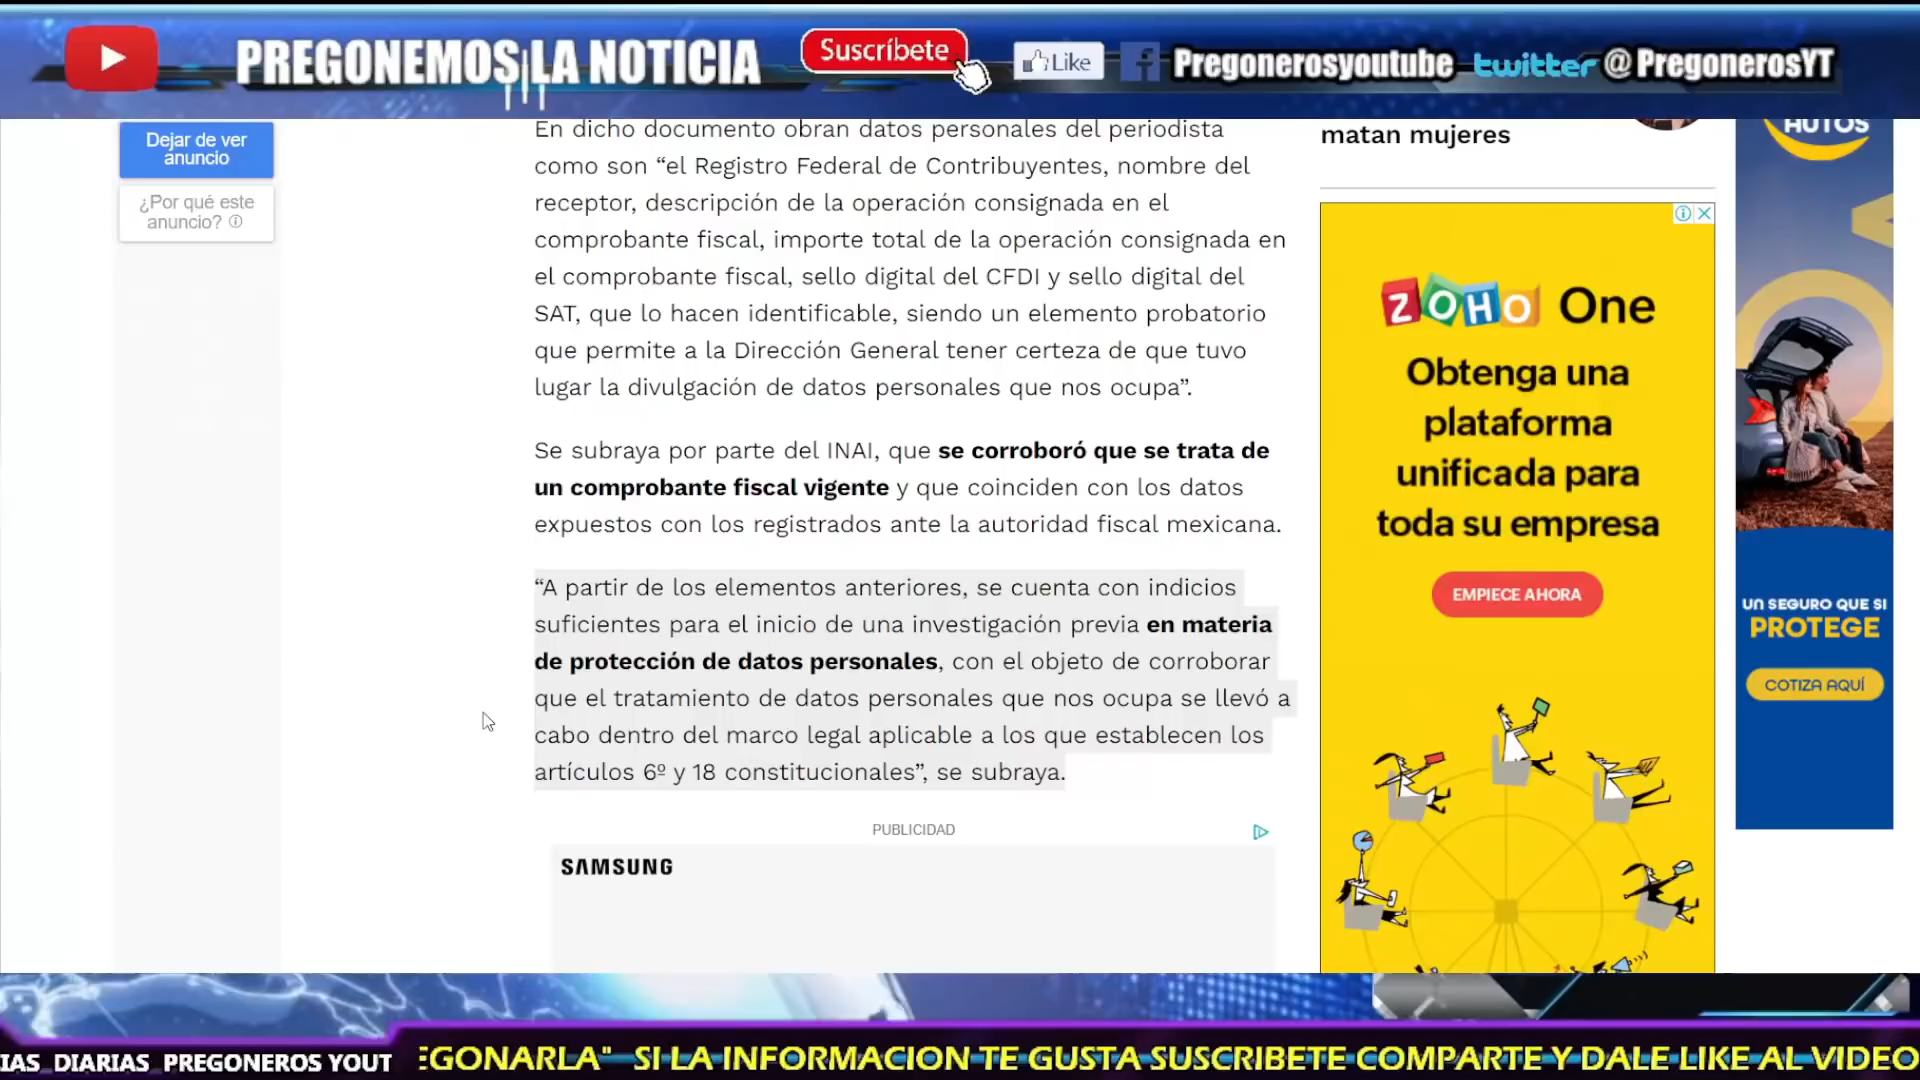 PREGONEMOS LA NOTICIA
Suscríbete
Like
Pregonerosyoutube
twitter @PregonerosYT
Dejar de ver
anuncio
¿Por qué este
anuncio?
En dicho documento obran datos personales del periodista
como son “el Registro Federal de Contribuyentes, nombre del
receptor, descripción de la operación consignada en el
comprobante fiscal, importe total de la operación consignada en
el comprobante fiscal, sello digital del CFDI y sello digital del
SAT, que lo hacen identificable, siendo un elemento probatorio
que permite a la Dirección General tener certeza de que tuvo
lugar la divulgación de datos personales que nos ocupa”.
Se subraya por parte del INAI, que se corroboró que se trata de
un comprobante fiscal vigente y que coinciden con los datos
expuestos con los registrados ante la autoridad fiscal mexicana.
“A partir de los elementos anteriores, se cuenta con indicios
suficientes para el inicio de una investigación previa en materia
de protección de datos personales, con el objeto de corroborar
que el tratamiento de datos personales que nos ocupa se llevó a
cabo dentro del marco legal aplicable a los que establecen los
artículos 6º y 18 constitucionales”, se subraya.
PUBLICIDAD
SAMSUNG
matan mujeres
ZOHO One
Obtenga una
plataforma
unificada para
toda su empresa
EMPIECE AHORA
AUTOS
UN SEGURO QUE SI
PROTEGE
COTIZA AQUÍ
IAS_DIARIAS_PREGONEROS YOUT
EGONARLA" SI LA INFORMACION TE GUSTA SUSCRIBETE COMPARTE Y DALE LIKE AL VIDEO